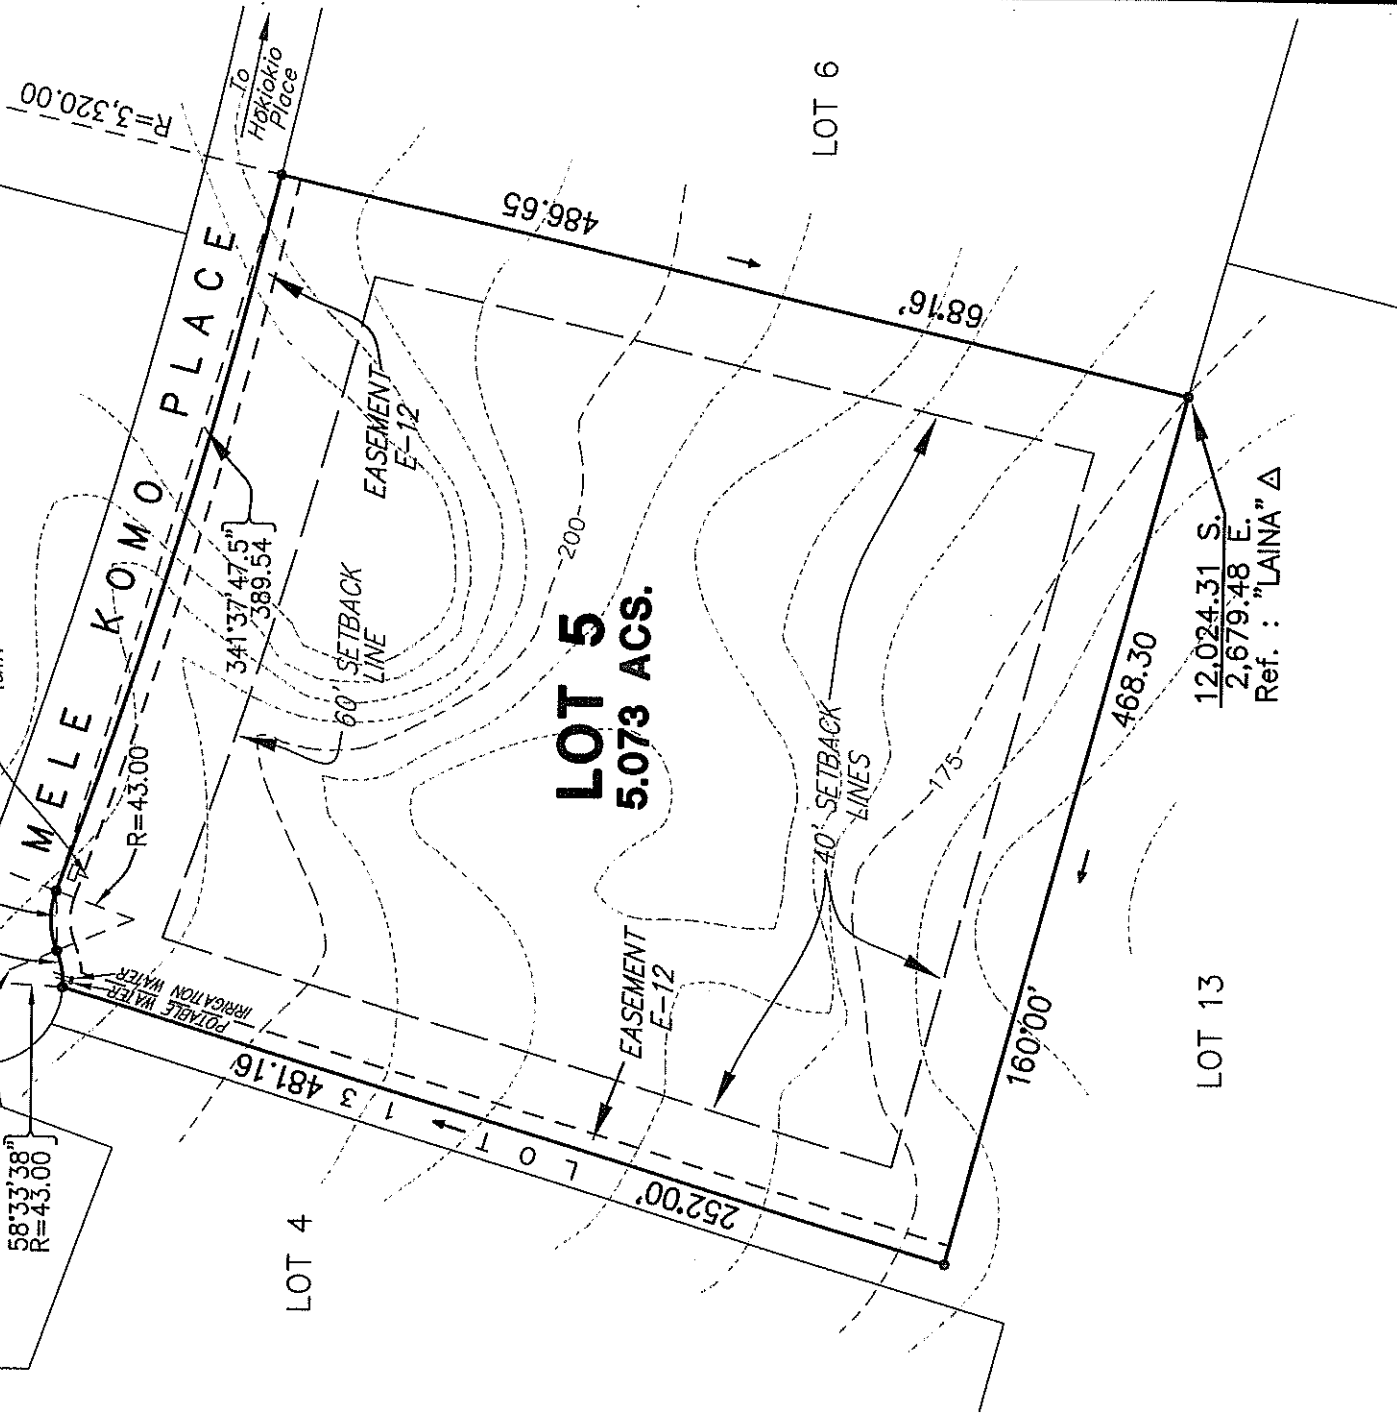 R=3,320.00
To
Hōkiokio
Place
LOT 6
MELE KOMO PLACE
486.65
68°16'
EASEMENT
E-12
341°37'47.5"
389.54
60' SETBACK
LINE
200
LOT 5
5.073 ACS.
R=43.00
40' SETBACK
LINES
175
12,024.31 S.
2,679.48 E.
Ref. : "LAINA" △
468.30
160°00'
LOT 13
EASEMENT
E-12
POTABLE WATER
IRRIGATION WATER
481.16
252°00'
LOT 13
58°33'38"
R=43.00
LOT 4